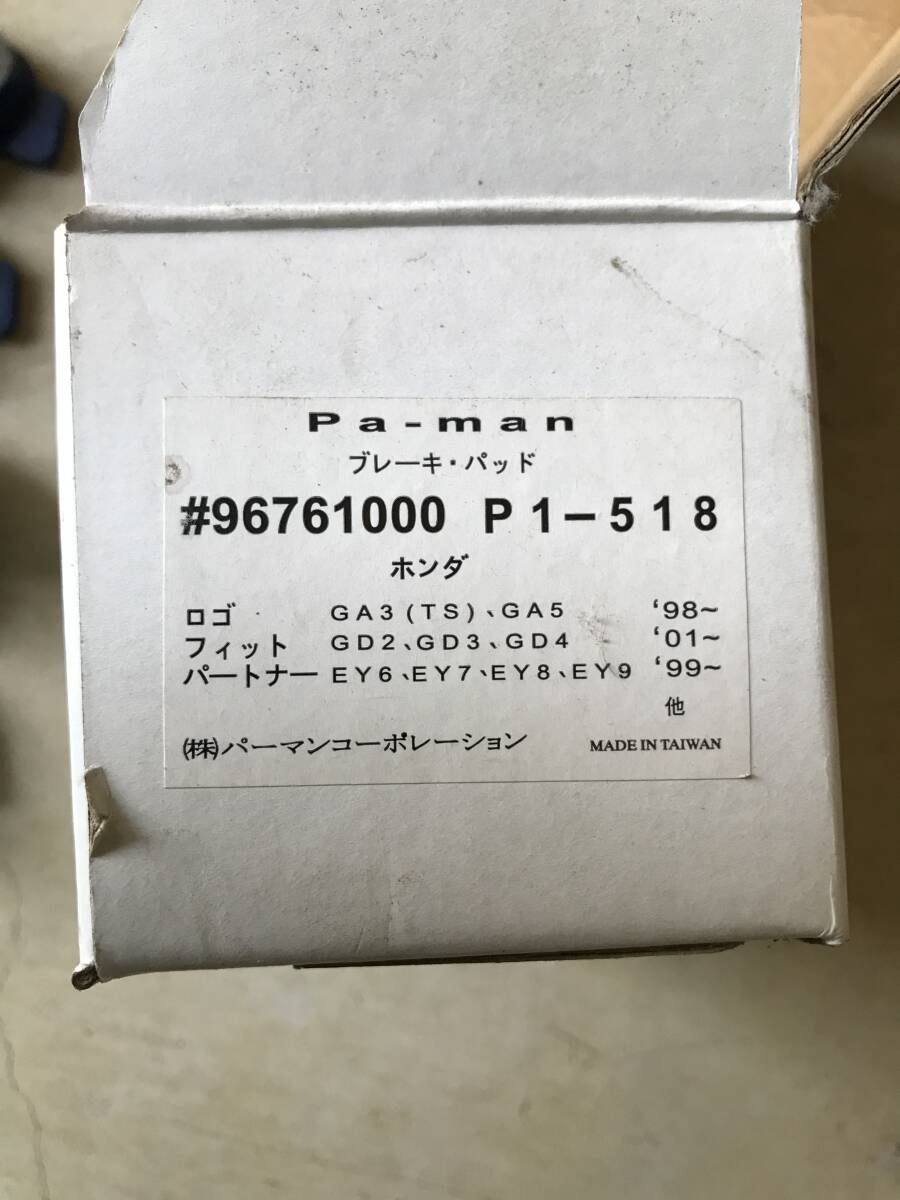 Pa-man
ブレーキ・パッド
#96761000 P1-518
ホンダ
ロゴ GA3(TS)、GA5 '98~
フィット GD2、GD3、GD4 '01~
パートナー EY6、EY7、EY8、EY9 '99~
他
㈱パーマンコーポレーション MADE IN TAIWAN